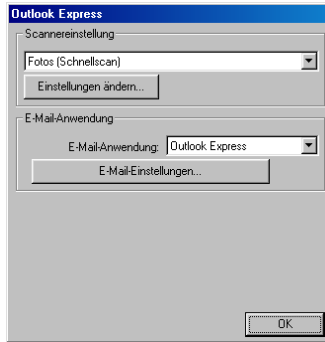 Outlook Express
Scannereinstellung
Fotos (Schnellscan)
Einstellungen ändern...
E-Mail-Anwendung
E-Mail-Anwendung: Outlook Express
E-Mail-Einstellungen...
OK